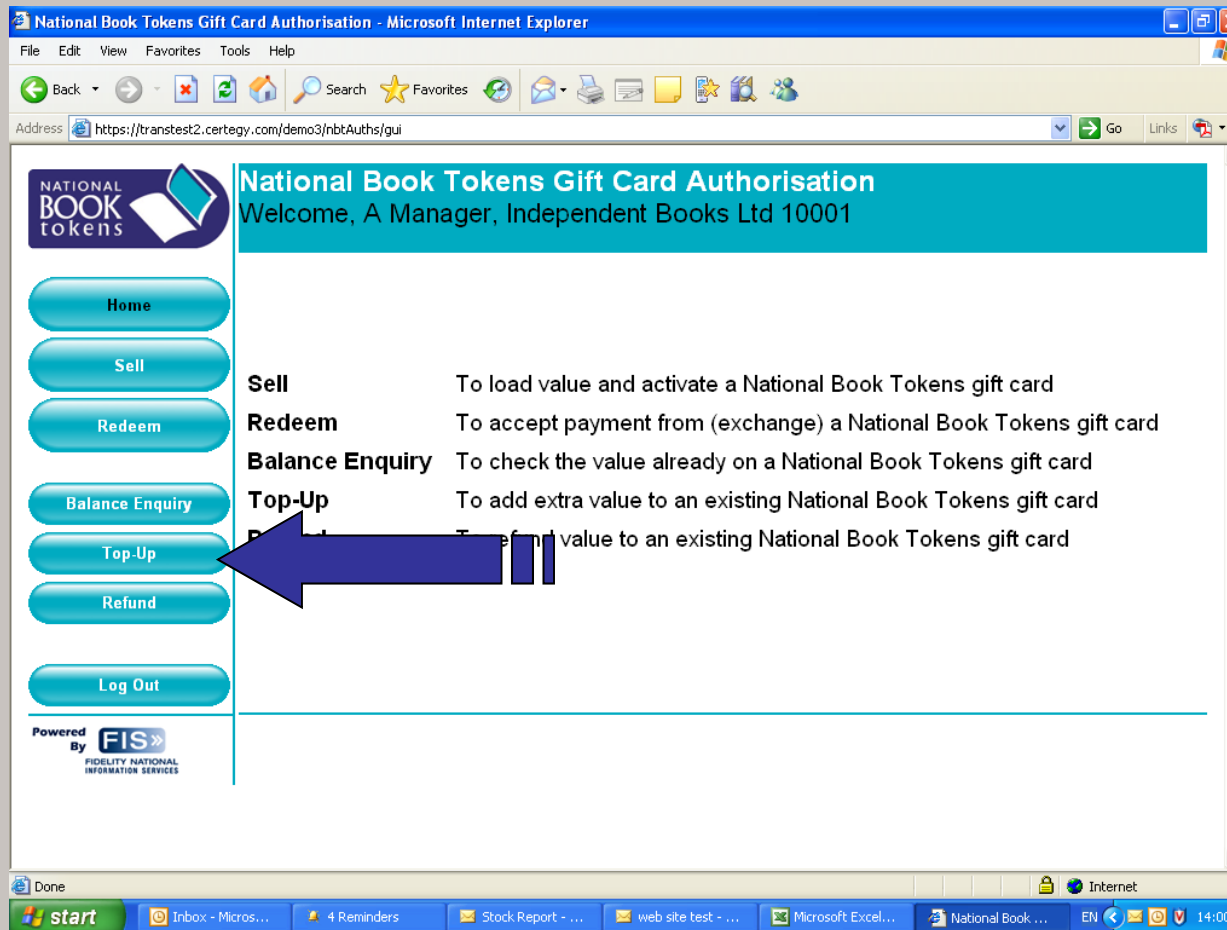 National Book Tokens Gift Card Authorisation - Microsoft Internet Explorer
File Edit View Favorites Tools Help
Back Search Favorites
Address https://transtest2.certegy.com/demo3/nbtAuths/gui Go Links
NATIONAL
BOOK
tokens
National Book Tokens Gift Card Authorisation
Welcome, A Manager, Independent Books Ltd 10001
Home
Sell
Redeem
Balance Enquiry
Top-Up
Refund
Log Out
Sell To load value and activate a National Book Tokens gift card
Redeem To accept payment from (exchange) a National Book Tokens gift card
Balance Enquiry To check the value already on a National Book Tokens gift card
Top-Up To add extra value to an existing National Book Tokens gift card
To refund value to an existing National Book Tokens gift card
Powered
By FIS
FIDELITY NATIONAL
INFORMATION SERVICES
Done Internet
start Inbox - Micros... 4 Reminders Stock Report - ... web site test - ... Microsoft Excel... National Book ... EN 14:00